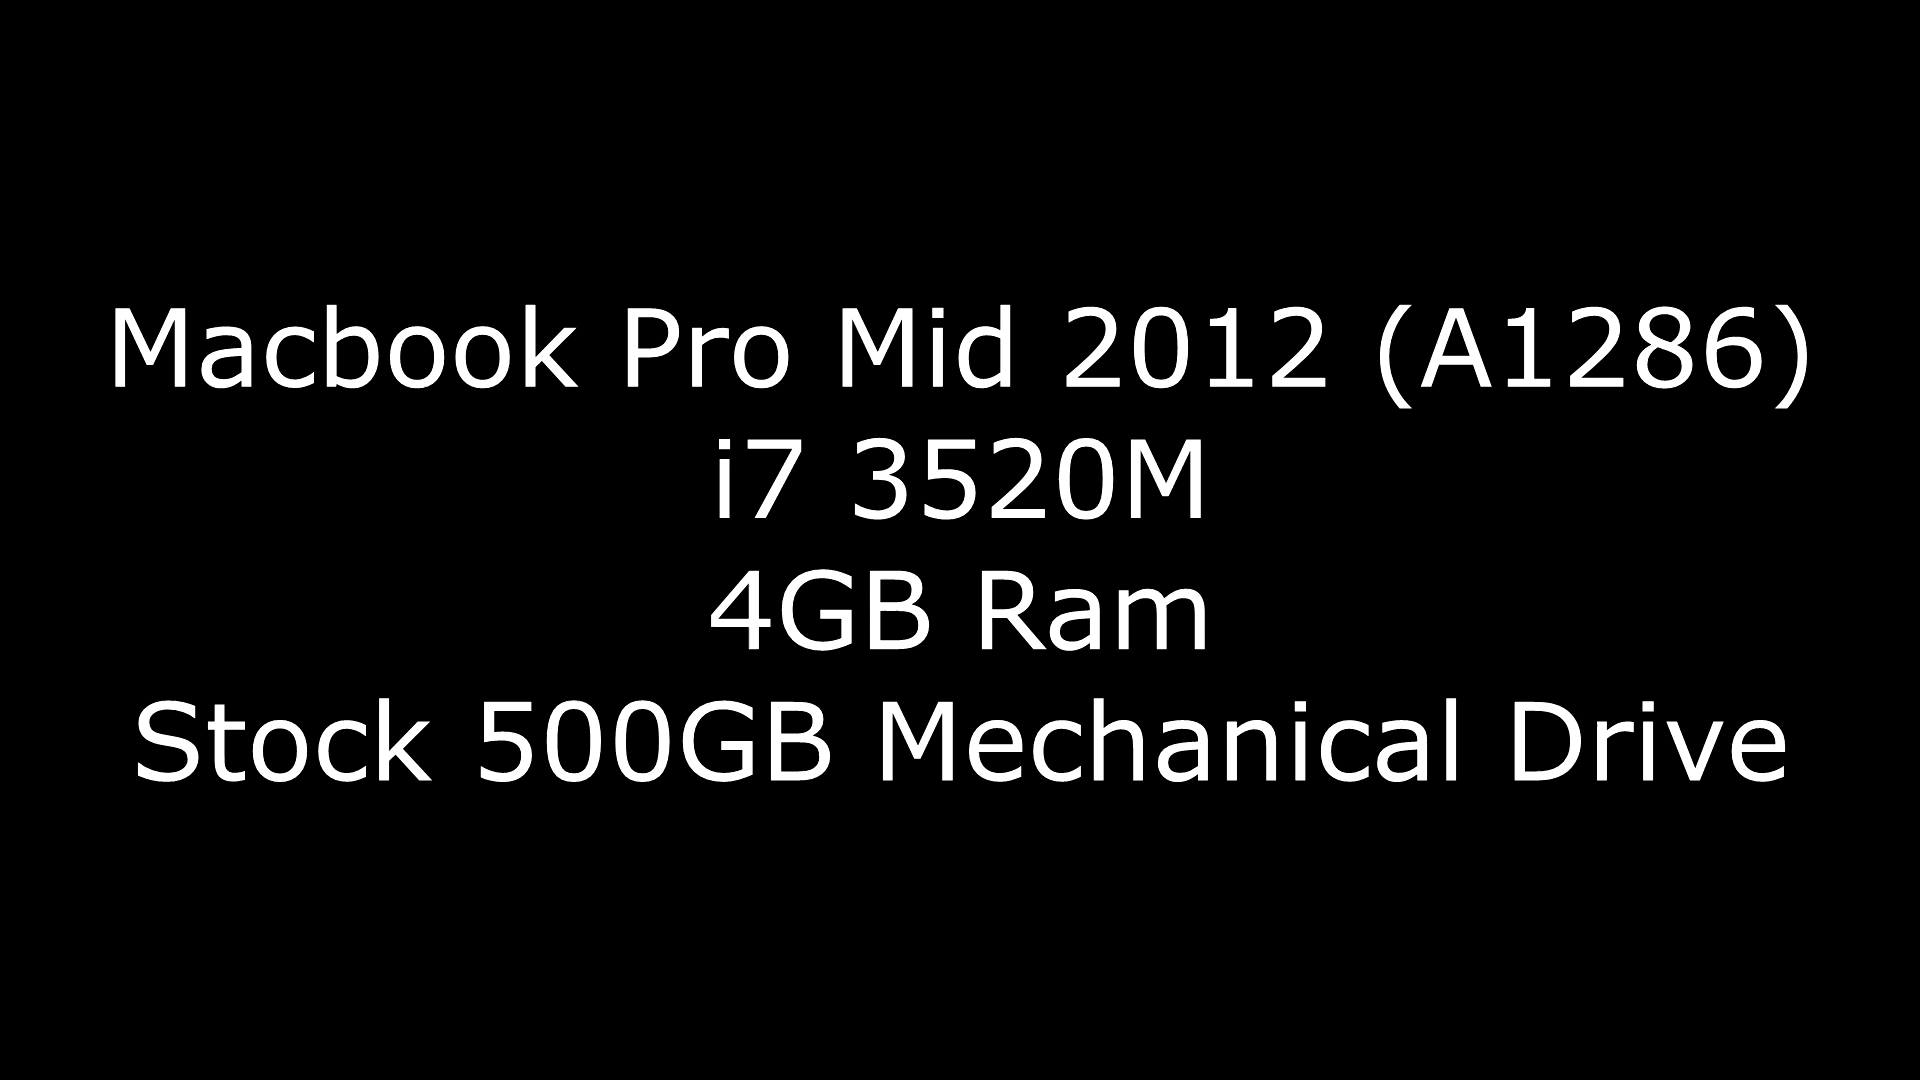 Macbook Pro Mid 2012 (A1286)
i7 3520M
4GB Ram
Stock 500GB Mechanical Drive